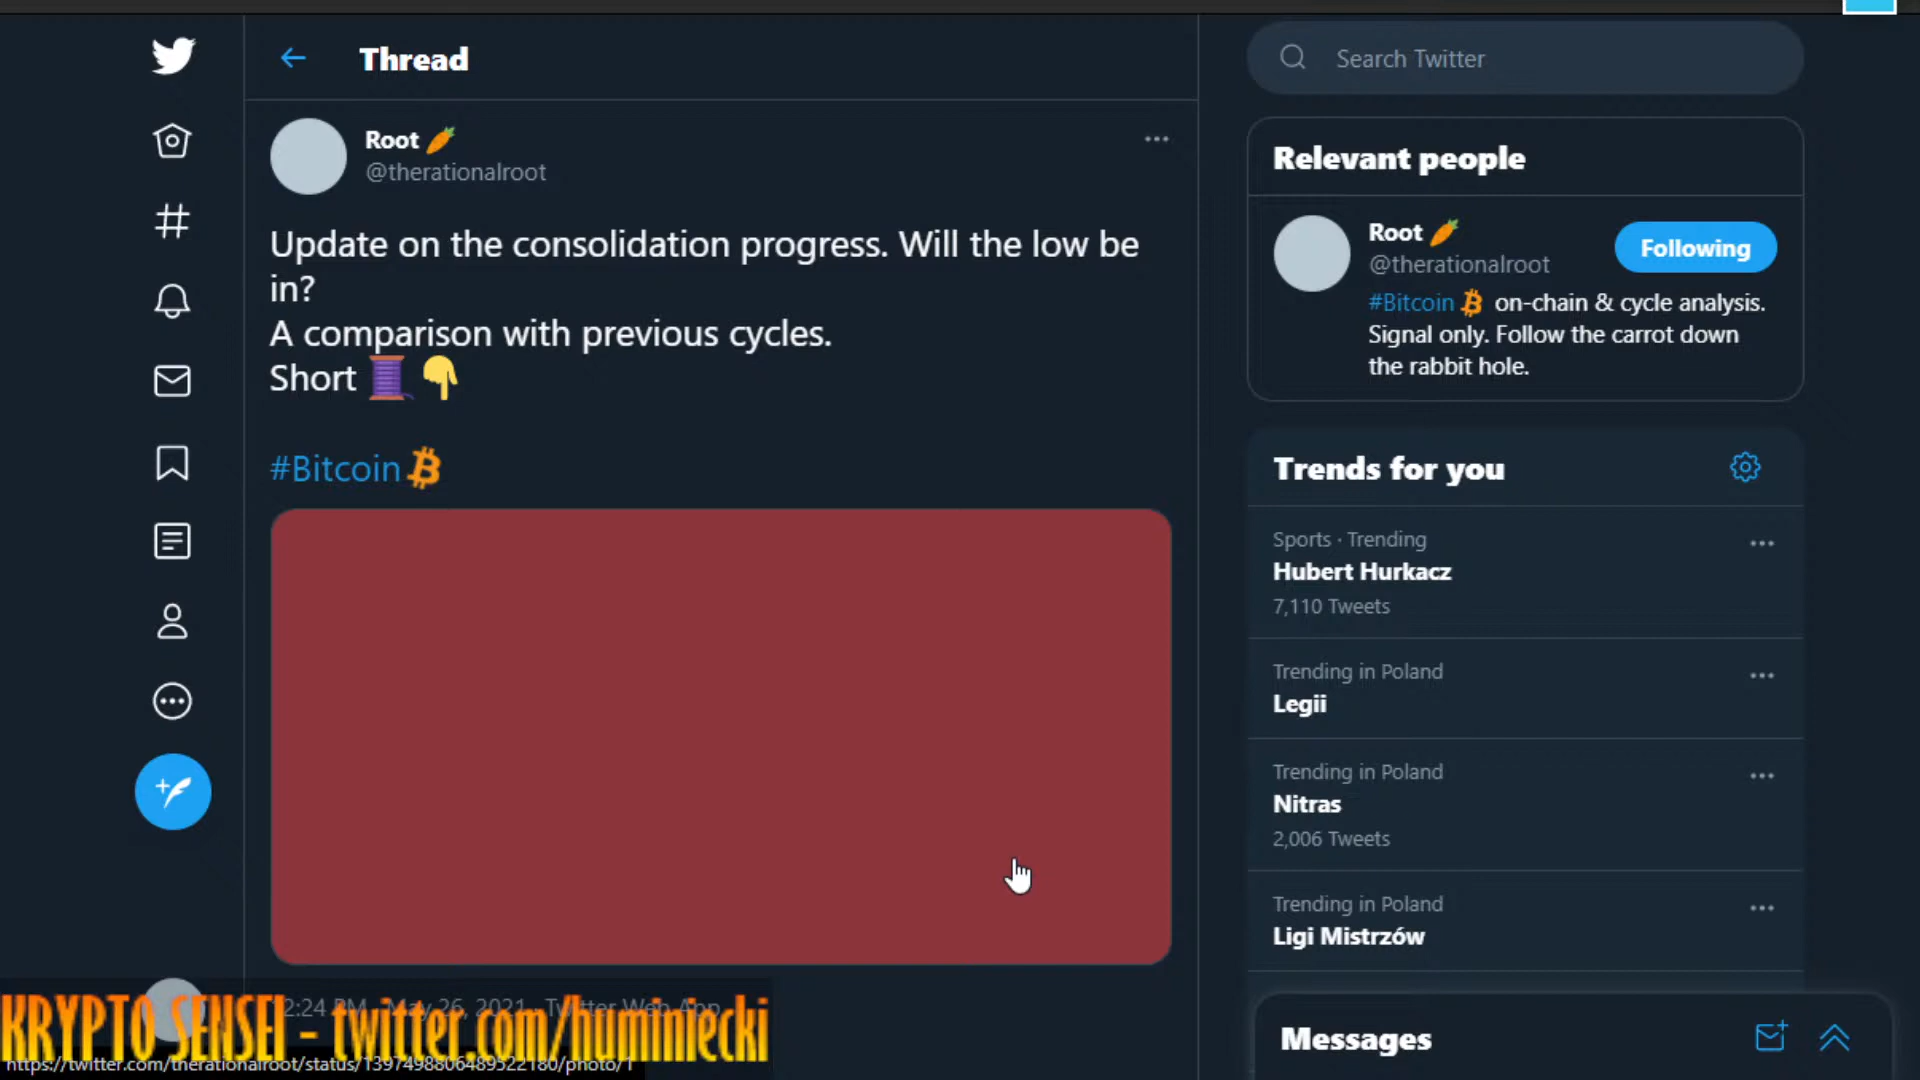 Thread
Root 🥕
@therationalroot
Update on the consolidation progress. Will the low be
in?
A comparison with previous cycles.
Short 🧵👇
#Bitcoin
2:24 PM · May 26, 2021 · Twitter Web App
KRYPTO SENSEI - twitter.com/huminiecki
https://twitter.com/therationalroot/status/1397498806489522180/photo/1
Search Twitter
Relevant people
Root 🥕
@therationalroot
Following
#Bitcoin on-chain & cycle analysis.
Signal only. Follow the carrot down
the rabbit hole.
Trends for you
Sports · Trending
Hubert Hurkacz
7,110 Tweets
Trending in Poland
Legii
Trending in Poland
Nitras
2,006 Tweets
Trending in Poland
Ligi Mistrzów
Messages